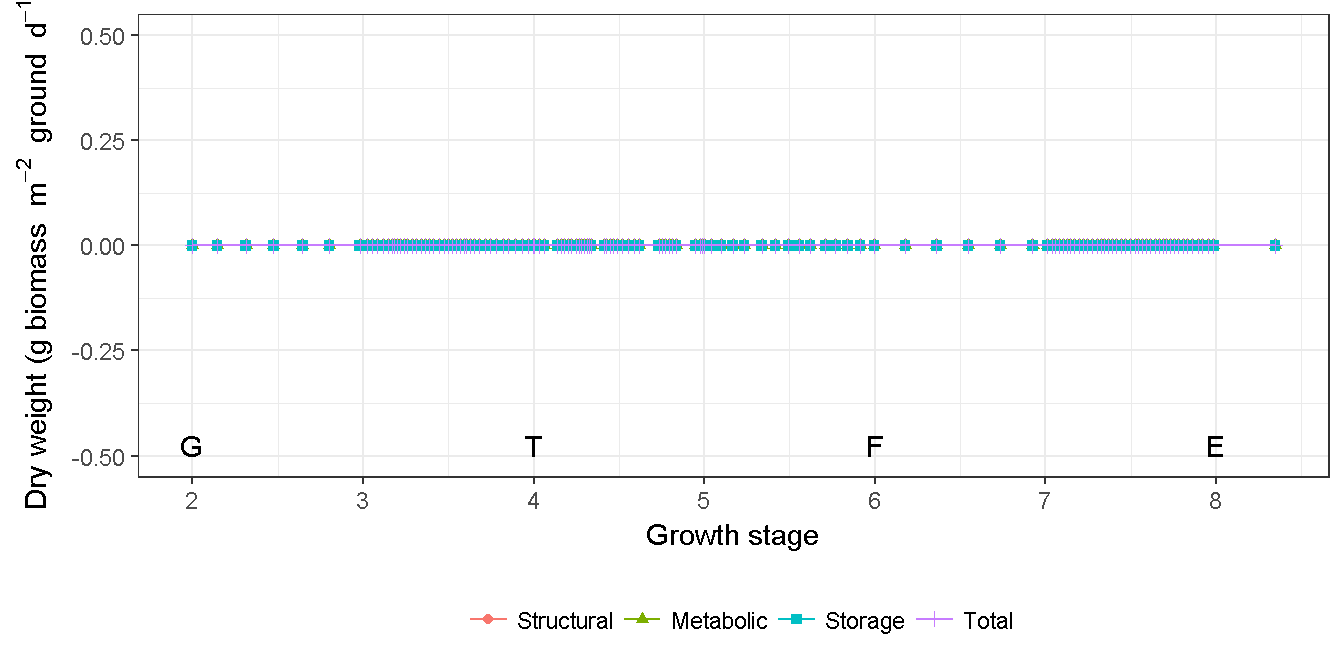 Dry weight (g biomass m⁻² ground d⁻¹
0.50
0.25
0.00
-0.25
-0.50
G T F E
2 3 4 5 6 7 8
Growth stage
Structural Metabolic Storage Total